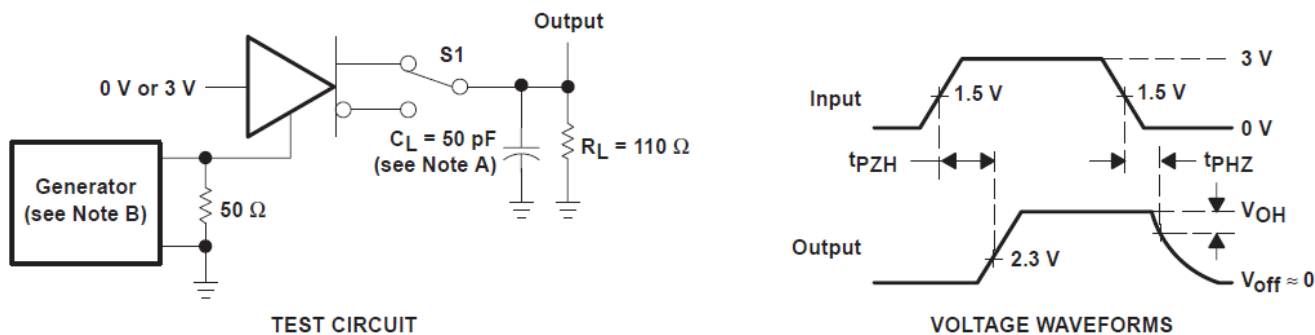 Output
S1
0 V or 3 V
C_L = 50 pF
(see Note A)
R_L = 110 Ω
Generator
(see Note B)
50 Ω
TEST CIRCUIT
3 V
Input
1.5 V
1.5 V
0 V
t_PZH
t_PHZ
V_OH
Output
2.3 V
V_off ≈ 0
VOLTAGE WAVEFORMS